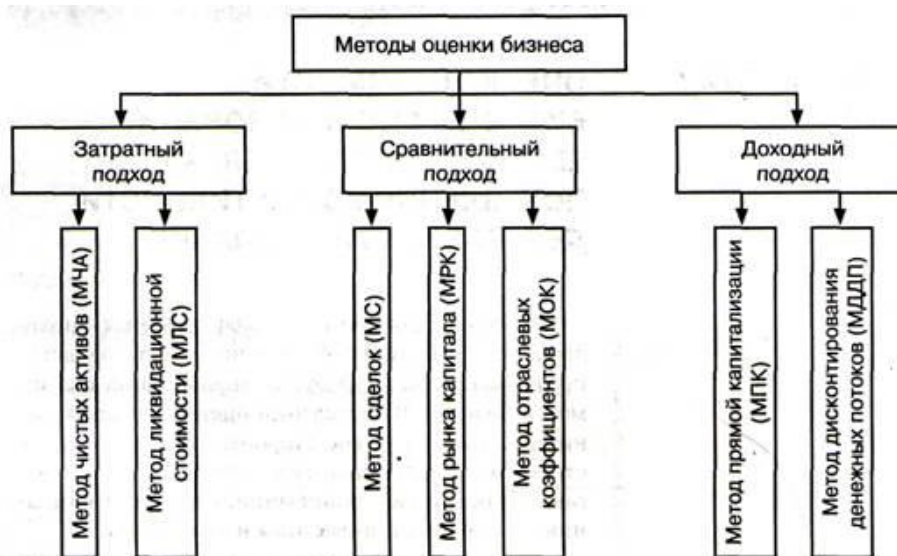 Методы оценки бизнеса
Затратный
подход
Сравнительный
подход
Доходный
подход
Метод чистых активов (МЧА)
Метод ликвидационной
стоимости (МЛС)
Метод сделок (МС)
Метод рынка капитала (МРК)
Метод отраслевых
коэффициентов (МОК)
Метод прямой капитализации
(МПК)
Метод дисконтирования
денежных потоков (МДДП)